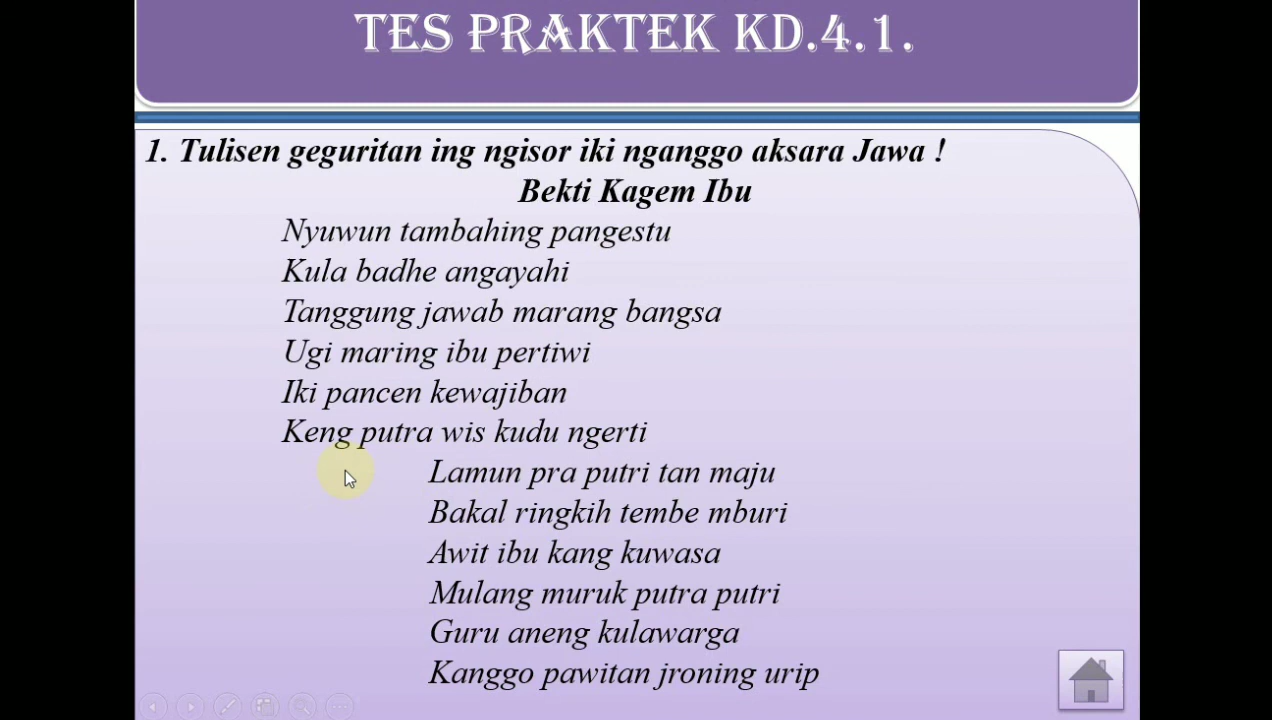 TES PRAKTEK KD.4.1.
1. Tulisen geguritan ing ngisor iki nganggo aksara Jawa !
Bekti Kagem Ibu
Nyuwun tambahing pangestu
Kula badhe angayahi
Tanggung jawab marang bangsa
Ugi maring ibu pertiwi
Iki pancen kewajiban
Keng putra wis kudu ngerti
Lamun pra putri tan maju
Bakal ringkih tembe mburi
Awit ibu kang kuwasa
Mulang muruk putra putri
Guru aneng kulawarga
Kanggo pawitan jroning urip